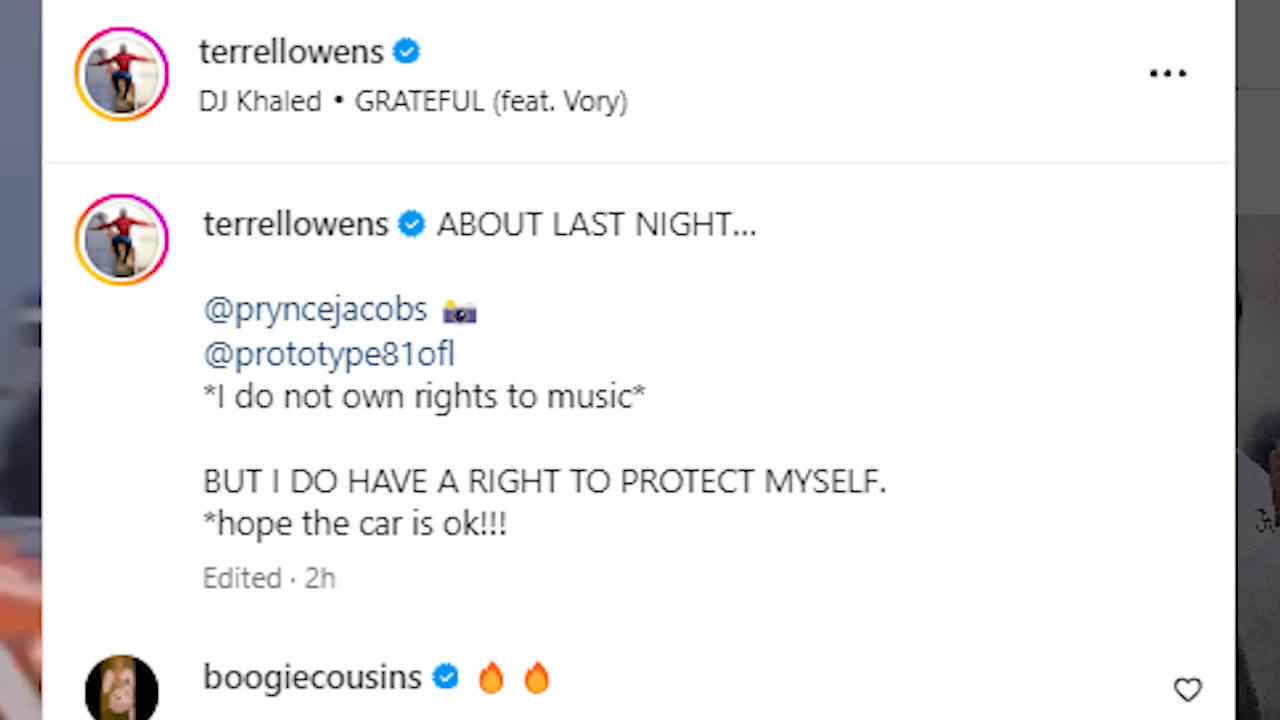 terrellowens
DJ Khaled • GRATEFUL (feat. Vory)
terrellowens ABOUT LAST NIGHT...
@pryncejacobs 📸
@prototype81ofl
*I do not own rights to music*
BUT I DO HAVE A RIGHT TO PROTECT MYSELF.
*hope the car is ok!!!
Edited · 2h
boogiecousins 🔥 🔥